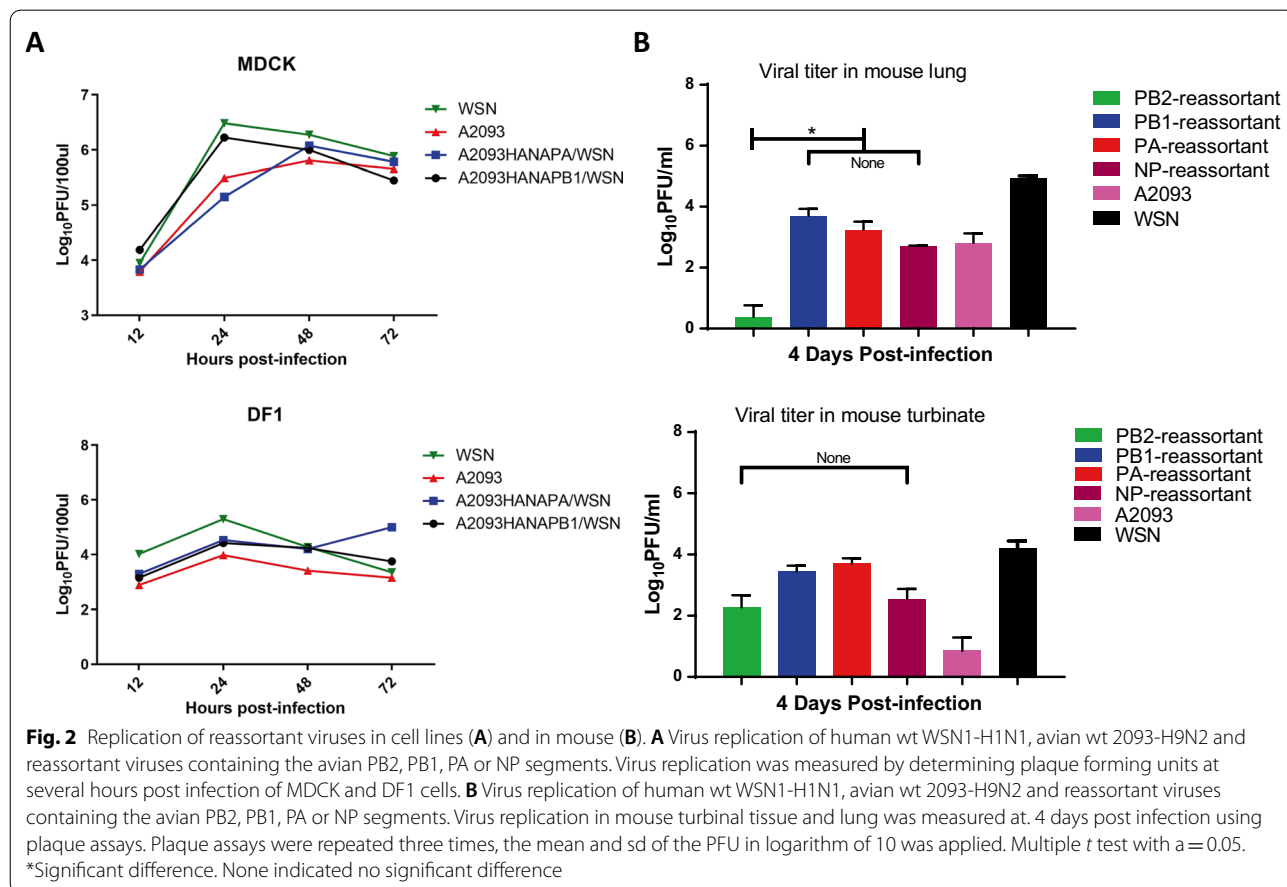 A
MDCK
7
6
5
4
3
Log10PFU/100ul
12
24
48
72
Hours post-infection
WSN
A2093
A2093HANAPA/WSN
A2093HANAPB1/WSN
DF1
8
6
4
2
0
Log10PFU/100ul
12
24
48
72
Hours post-infection
WSN
A2093
A2093HANAPA/WSN
A2093HANAPB1/WSN
B
Viral titer in mouse lung
8
6
4
2
0
Log10PFU/ml
*
None
4 Days Post-infection
PB2-reassortant
PB1-reassortant
PA-reassortant
NP-reassortant
A2093
WSN
Viral titer in mouse turbinate
8
6
4
2
0
Log10PFU/ml
None
4 Days Post-infection
PB2-reassortant
PB1-reassortant
PA-reassortant
NP-reassortant
A2093
WSN
Fig. 2 Replication of reassortant viruses in cell lines (A) and in mouse (B). A Virus replication of human wt WSN1-H1N1, avian wt 2093-H9N2 and
reassortant viruses containing the avian PB2, PB1, PA or NP segments. Virus replication was measured by determining plaque forming units at
several hours post infection of MDCK and DF1 cells. B Virus replication of human wt WSN1-H1N1, avian wt 2093-H9N2 and reassortant viruses
containing the avian PB2, PB1, PA or NP segments. Virus replication in mouse turbinal tissue and lung was measured at. 4 days post infection using
plaque assays. Plaque assays were repeated three times, the mean and sd of the PFU in logarithm of 10 was applied. Multiple t test with a = 0.05.
*Significant difference. None indicated no significant difference